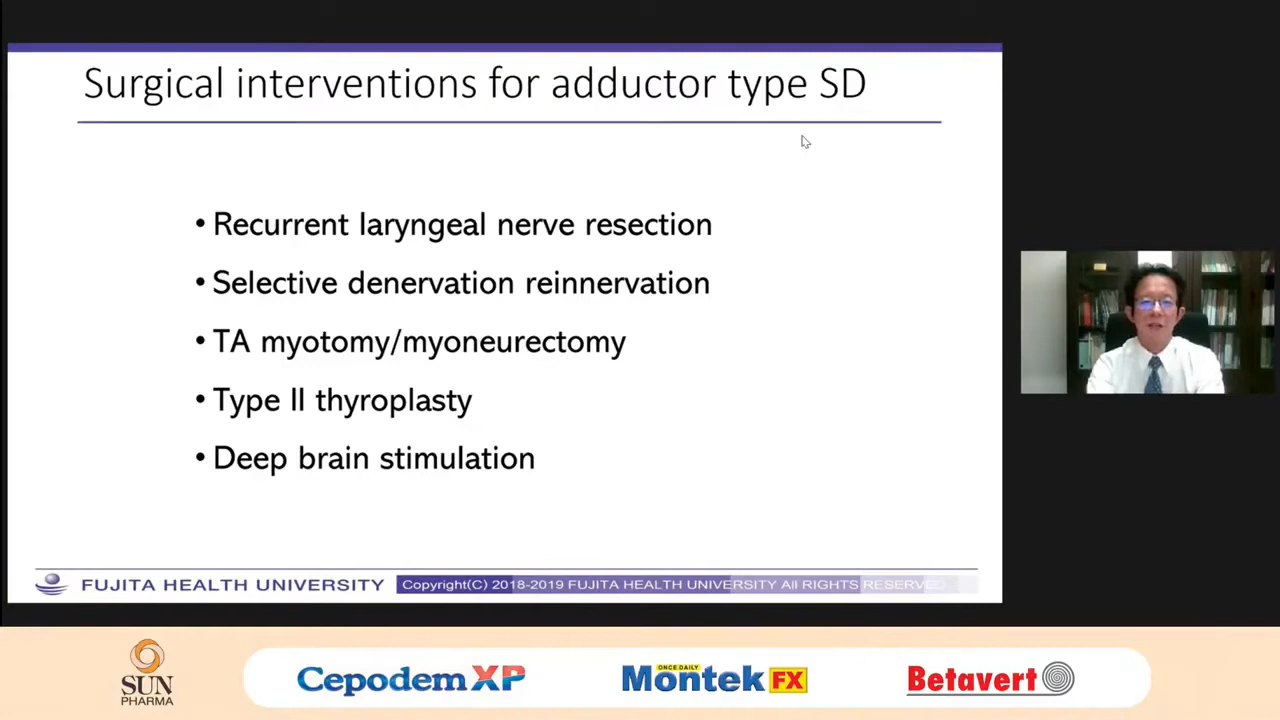 Surgical interventions for adductor type SD
• Recurrent laryngeal nerve resection
• Selective denervation reinnervation
• TA myotomy/myoneurectomy
• Type II thyroplasty
• Deep brain stimulation
FUJITA HEALTH UNIVERSITY
Copyright(C) 2018-2019 FUJITA HEALTH UNIVERSITY All RIGHTS RESERVED
SUN
PHARMA
Cepodem XP
ONCE DAILY
Montek FX
Betavert